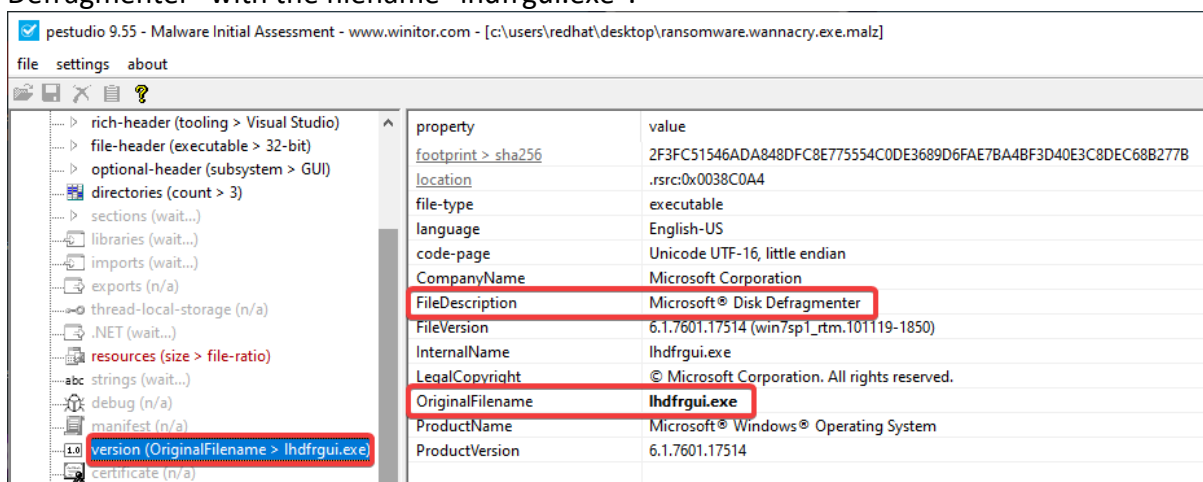 pestudio 9.55 - Malware Initial Assessment - www.winitor.com - [c:\users\redhat\desktop\ransomware.wannacry.exe.malz]
file settings about
rich-header (tooling > Visual Studio)
file-header (executable > 32-bit)
optional-header (subsystem > GUI)
directories (count > 3)
sections (wait...)
libraries (wait...)
imports (wait...)
exports (n/a)
thread-local-storage (n/a)
.NET (wait...)
resources (size > file-ratio)
abc strings (wait...)
debug (n/a)
manifest (n/a)
1.0 version (OriginalFilename > lhdfrgui.exe)
certificate (n/a)
property value
footprint > sha256 2F3FC51546ADA848DFC8E775554C0DE3689D6FAE7BA4BF3D40E3C8DEC68B277B
location .rsrc:0x0038C0A4
file-type executable
language English-US
code-page Unicode UTF-16, little endian
CompanyName Microsoft Corporation
FileDescription Microsoft® Disk Defragmenter
FileVersion 6.1.7601.17514 (win7sp1_rtm.101119-1850)
InternalName lhdfrgui.exe
LegalCopyright © Microsoft Corporation. All rights reserved.
OriginalFilename lhdfrgui.exe
ProductName Microsoft® Windows® Operating System
ProductVersion 6.1.7601.17514